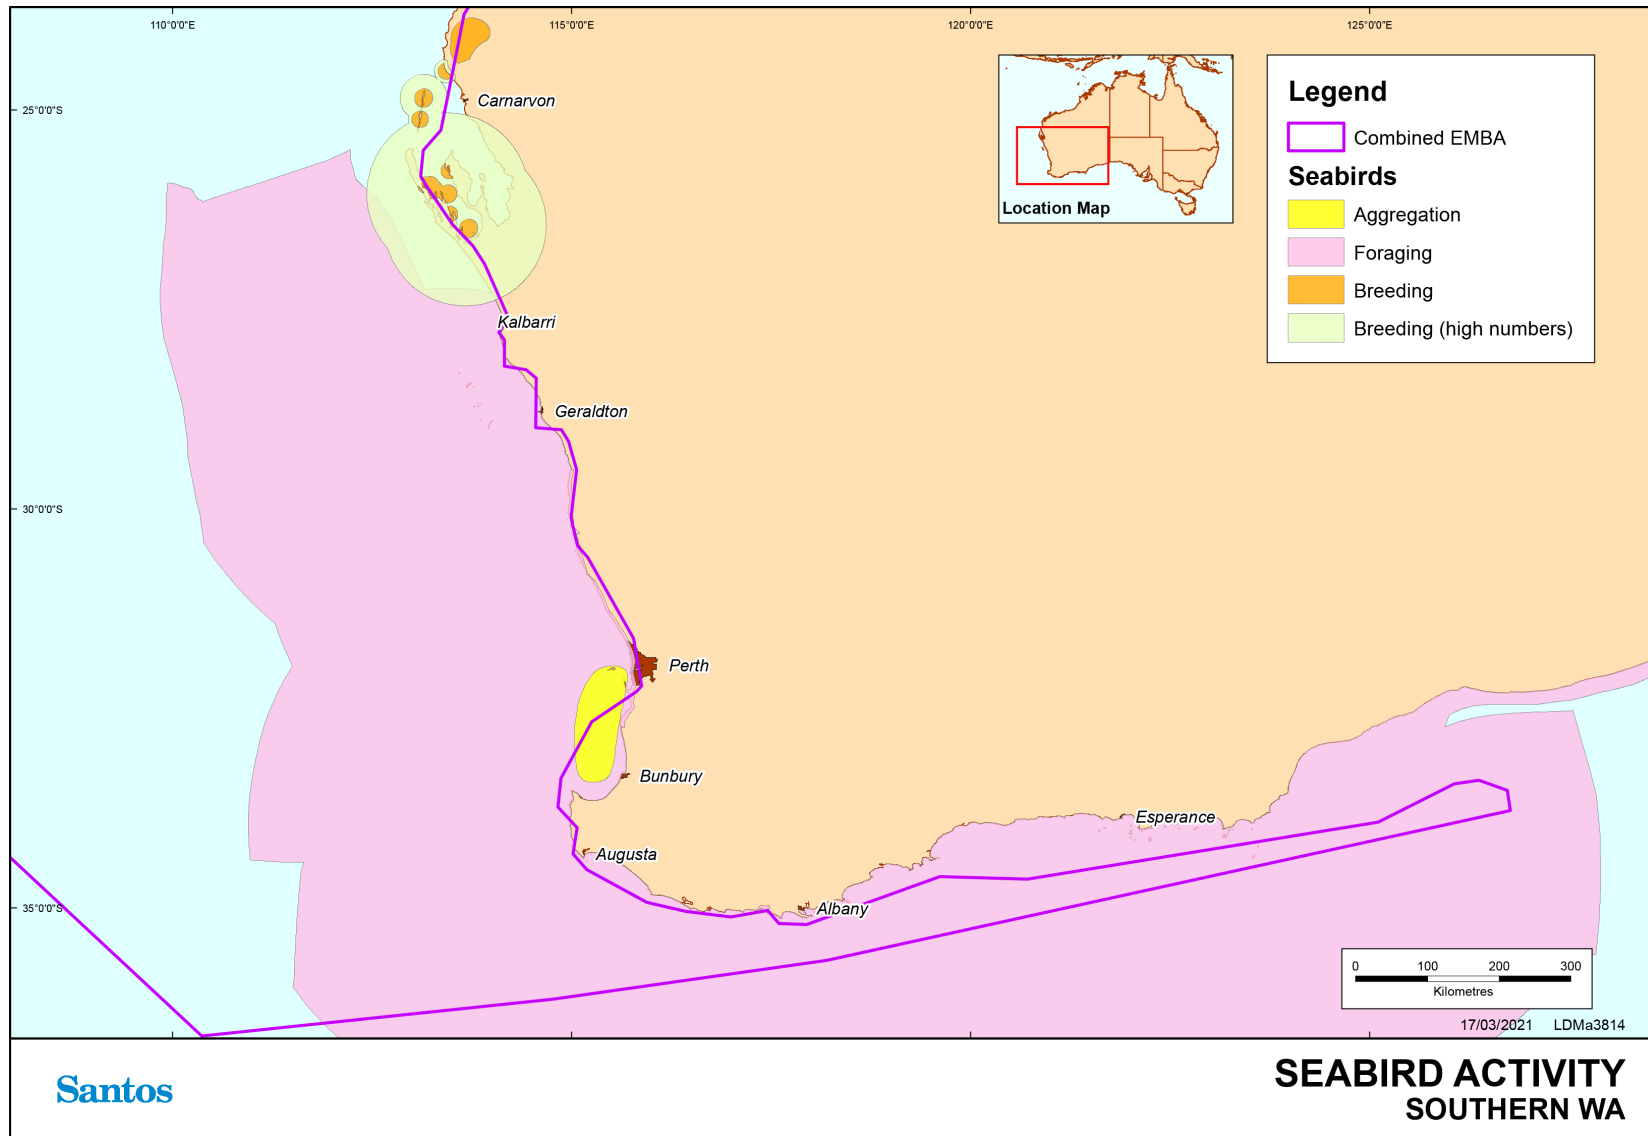 110°0'0"E
115°0'0"E
120°0'0"E
125°0'0"E
25°0'0"S
30°0'0"S
35°0'0"S
Carnarvon
Kalbarri
Geraldton
Perth
Bunbury
Augusta
Albany
Esperance
Location Map
Legend
Combined EMBA
Seabirds
Aggregation
Foraging
Breeding
Breeding (high numbers)
0 100 200 300
Kilometres
17/03/2021 LDMa3814
Santos
SEABIRD ACTIVITY
SOUTHERN WA